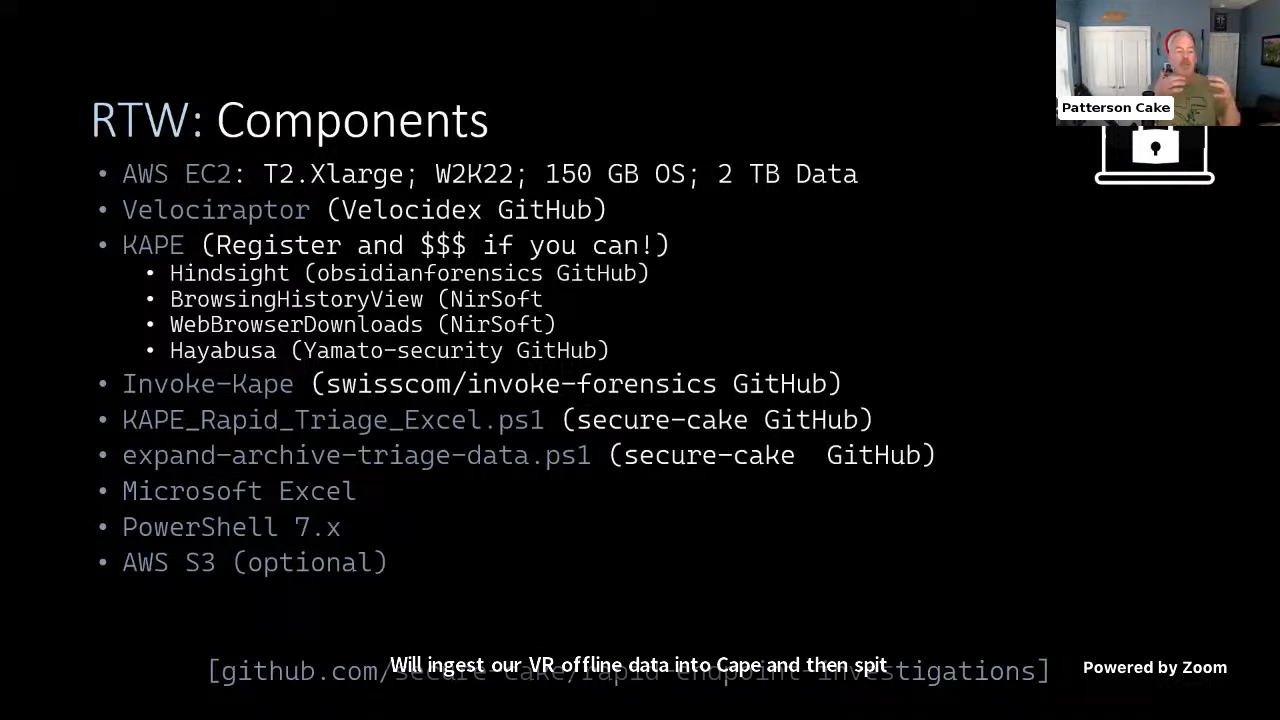 Patterson Cake
RTW: Components
• AWS EC2: T2.Xlarge; W2K22; 150 GB OS; 2 TB Data
• Velociraptor (Velocidex GitHub)
• KAPE (Register and $$$ if you can!)
• Hindsight (obsidianforensics GitHub)
• BrowsingHistoryView (NirSoft
• WebBrowserDownloads (NirSoft)
• Hayabusa (Yamato-security GitHub)
• Invoke-Kape (swisscom/invoke-forensics GitHub)
• KAPE_Rapid_Triage_Excel.ps1 (secure-cake GitHub)
• expand-archive-triage-data.ps1 (secure-cake  GitHub)
• Microsoft Excel
• PowerShell 7.x
• AWS S3 (optional)
Will ingest our VR offline data into Cape and then spit
[github.com/secure-cake/rapid-endpoint-investigations]
Powered by Zoom